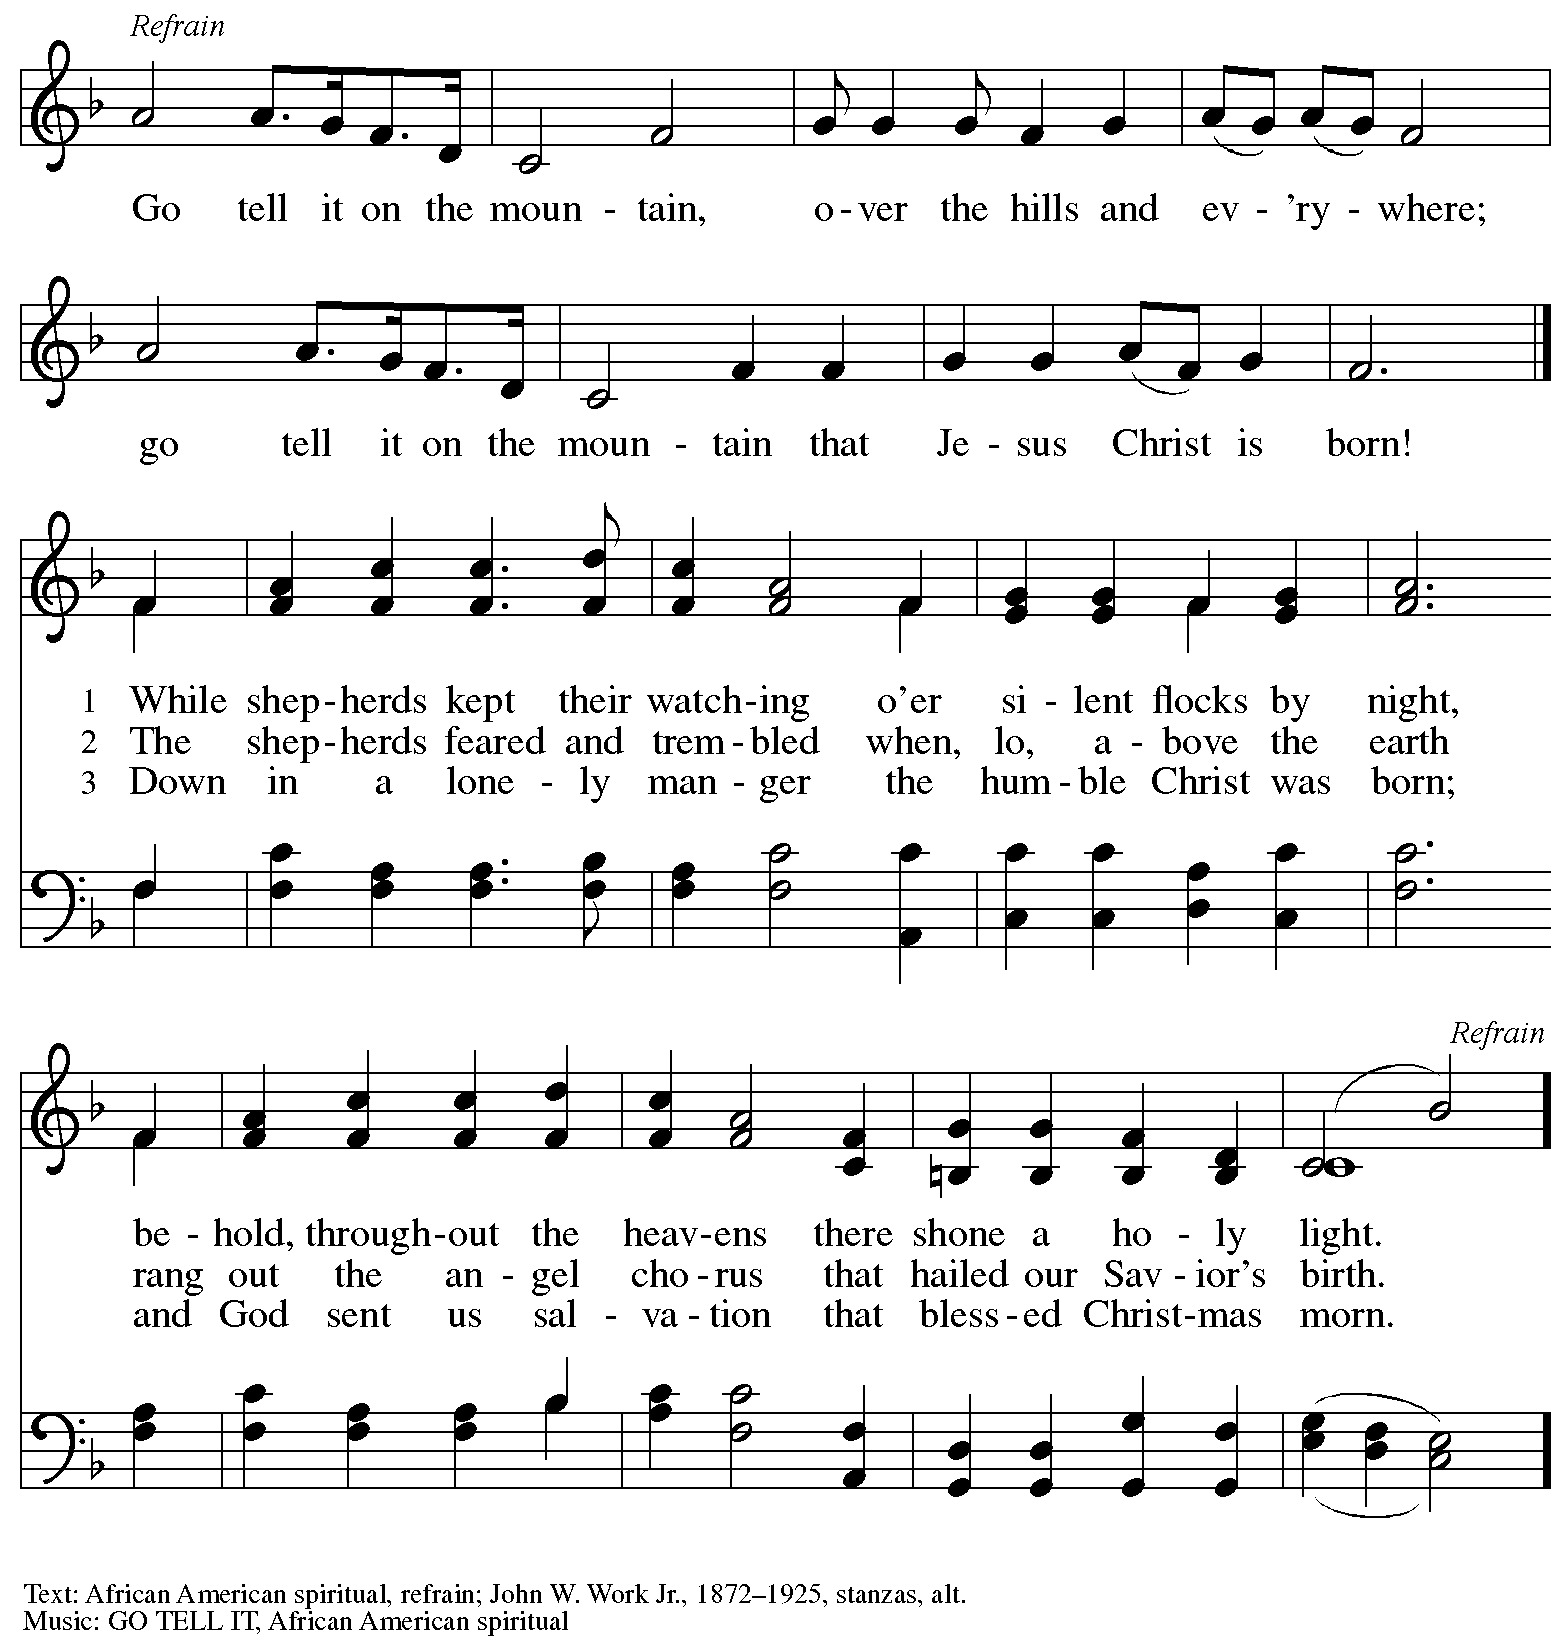 Refrain
Go tell it on the moun - tain, o - ver the hills and ev - 'ry - where;
go tell it on the moun - tain that Je - sus Christ is born!
1 While shep - herds kept their watch - ing o'er si - lent flocks by night,
2 The shep - herds feared and trem - bled when, lo, a - bove the earth
3 Down in a lone - ly man - ger the hum - ble Christ was born;
Refrain
be - hold, through - out the heav - ens there shone a ho - ly light.
rang out the an - gel cho - rus that hailed our Sav - ior's birth.
and God sent us sal - va - tion that bless - ed Christ - mas morn.
Text: African American spiritual, refrain; John W. Work Jr., 1872–1925, stanzas, alt.
Music: GO TELL IT, African American spiritual